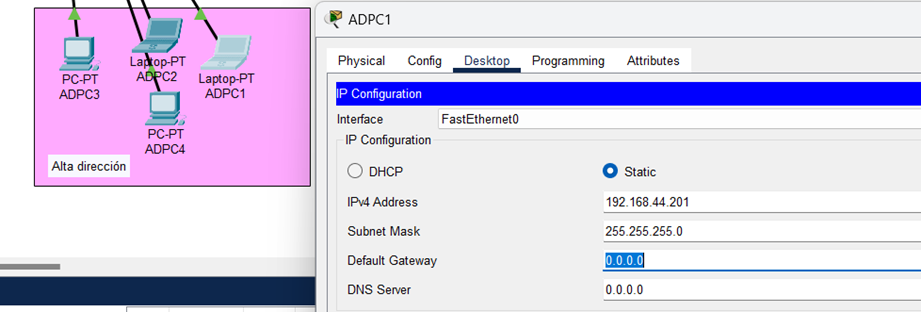 PC-PT
ADPC3
Laptop-PT
ADPC2
Laptop-PT
ADPC1
PC-PT
ADPC4
Alta dirección
ADPC1
Physical Config Desktop Programming Attributes
IP Configuration
Interface FastEthernet0
IP Configuration
DHCP Static
IPv4 Address 192.168.44.201
Subnet Mask 255.255.255.0
Default Gateway 0.0.0.0
DNS Server 0.0.0.0